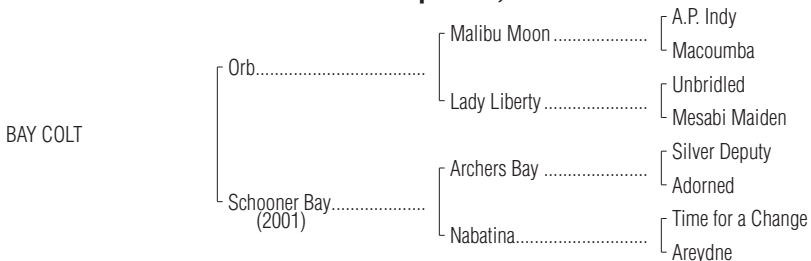 A.P. Indy
Malibu Moon
Macoumba
Orb
Unbridled
Lady Liberty
Mesabi Maiden
BAY COLT
Silver Deputy
Archers Bay
Adorned
Schooner Bay
(2001)
Time for a Change
Nabatina
Areydne